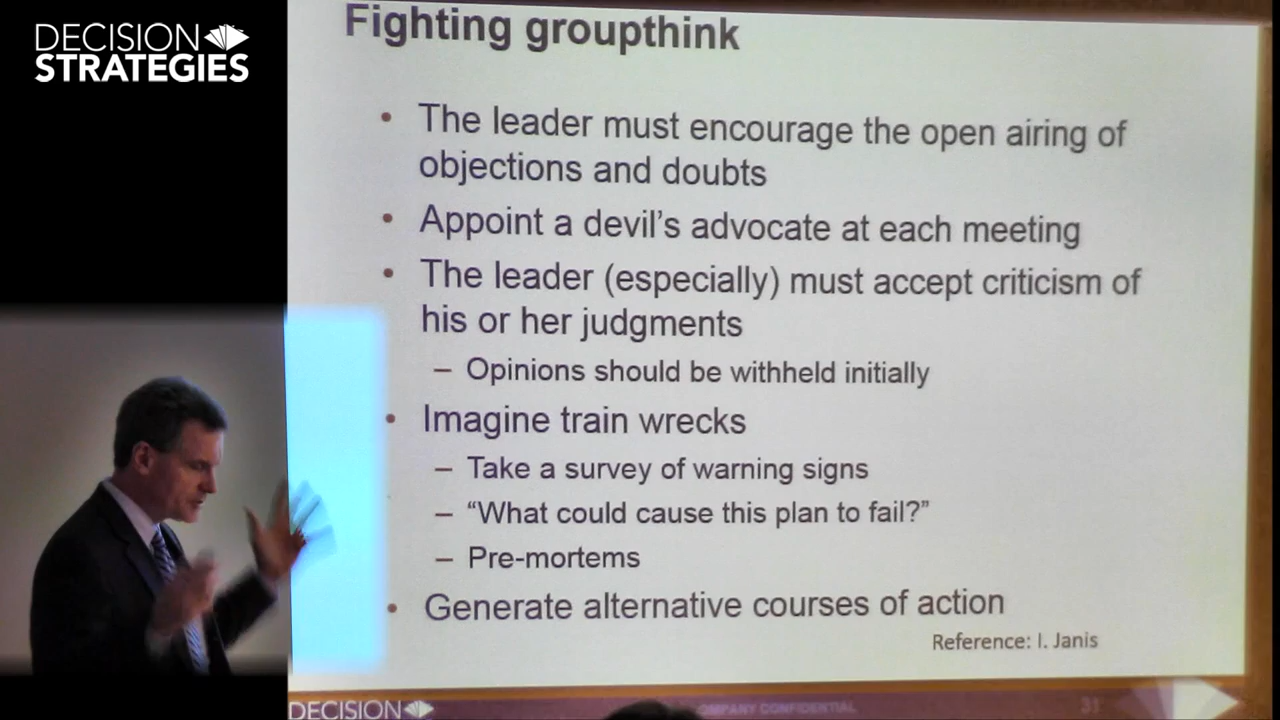 DECISION
STRATEGIES
Fighting groupthink
• The leader must encourage the open airing of
objections and doubts
• Appoint a devil's advocate at each meeting
• The leader (especially) must accept criticism of
his or her judgments
– Opinions should be withheld initially
• Imagine train wrecks
– Take a survey of warning signs
– “What could cause this plan to fail?”
– Pre-mortems
• Generate alternative courses of action
Reference: I. Janis
DECISION
OMPANY CONFIDENTIAL
31